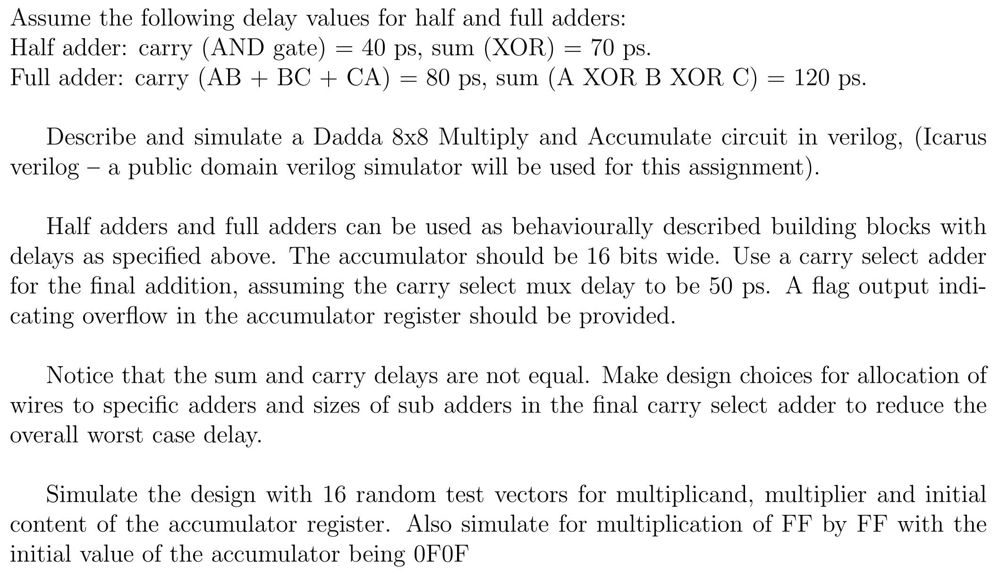 Assume the following delay values for half and full adders:
Half adder: carry (AND gate) = 40 ps, sum (XOR) = 70 ps.
Full adder: carry (AB + BC + CA) = 80 ps, sum (A XOR B XOR C) = 120 ps.
Describe and simulate a Dadda 8x8 Multiply and Accumulate circuit in verilog, (Icarus
verilog – a public domain verilog simulator will be used for this assignment).
Half adders and full adders can be used as behaviourally described building blocks with
delays as specified above. The accumulator should be 16 bits wide. Use a carry select adder
for the final addition, assuming the carry select mux delay to be 50 ps. A flag output indi-
cating overflow in the accumulator register should be provided.
Notice that the sum and carry delays are not equal. Make design choices for allocation of
wires to specific adders and sizes of sub adders in the final carry select adder to reduce the
overall worst case delay.
Simulate the design with 16 random test vectors for multiplicand, multiplier and initial
content of the accumulator register. Also simulate for multiplication of FF by FF with the
initial value of the accumulator being 0F0F